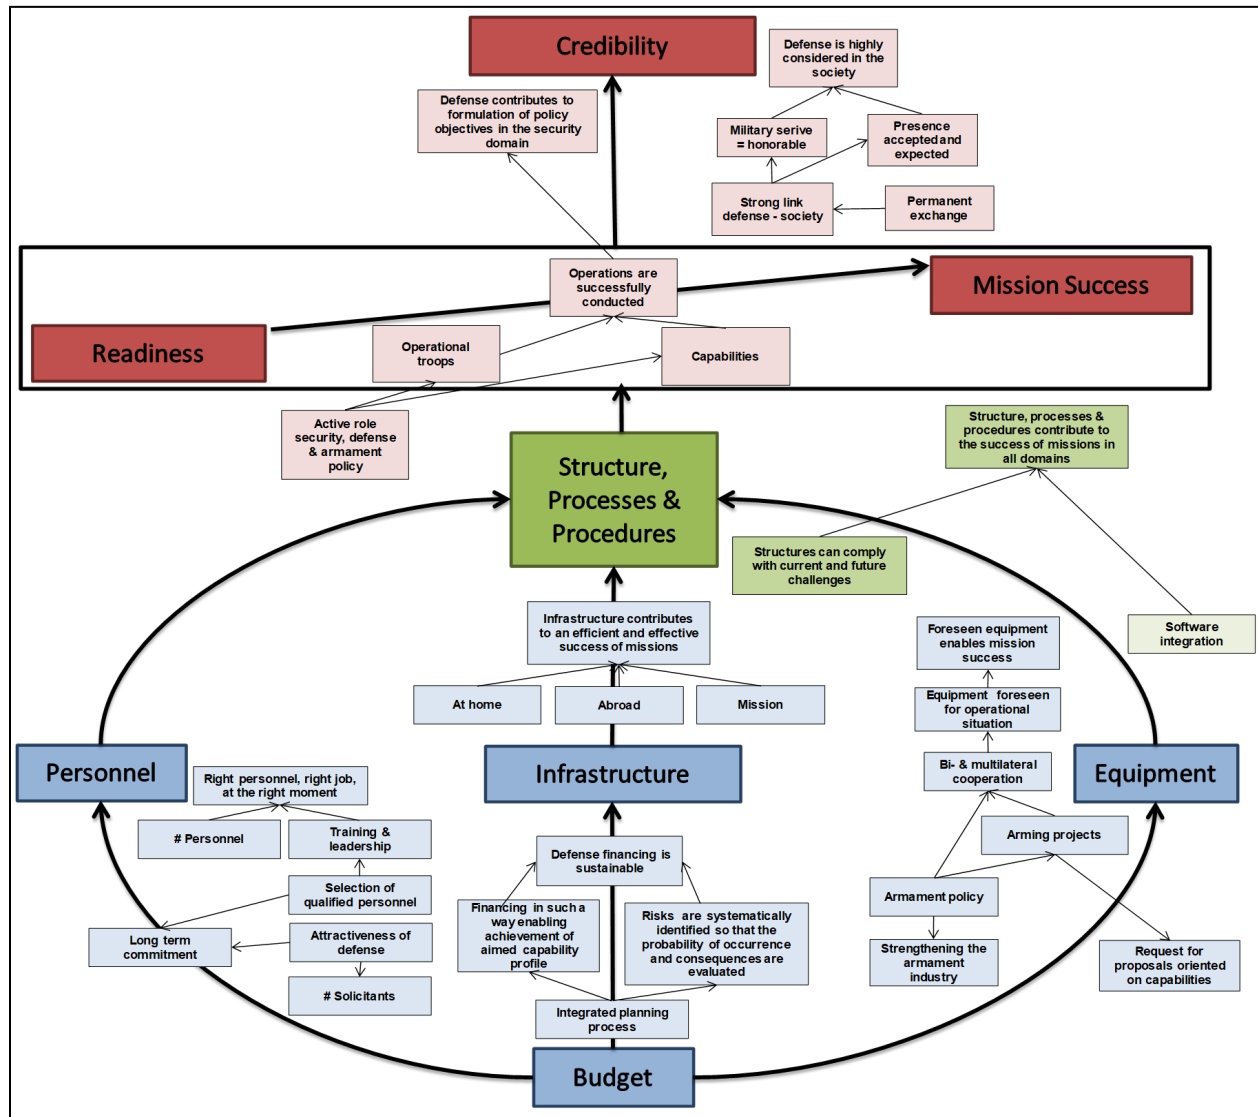 Credibility
Defense is highly
considered in the
society
Defense contributes to
formulation of policy
objectives in the security
domain
Military serive
= honorable
Presence
accepted and
expected
Strong link
defense - society
Permanent
exchange
Operations are
successfully
conducted
Mission Success
Readiness
Operational
troops
Capabilities
Active role
security, defense
& armament
policy
Structure,
Processes &
Procedures
Structure, processes &
procedures contribute to
the success of missions in
all domains
Structures can comply
with current and future
challenges
Software
integration
Infrastructure contributes
to an efficient and effective
success of missions
At home
Abroad
Mission
Foreseen equipment
enables mission
success
Equipment foreseen
for operational
situation
Bi- & multilateral
cooperation
Personnel
Infrastructure
Equipment
Right personnel, right job,
at the right moment
# Personnel
Training &
leadership
Selection of
qualified personnel
Long term
commitment
Attractiveness of
defense
# Solicitants
Defense financing is
sustainable
Financing in such a
way enabling
achievement of
aimed capability
profile
Risks are systematically
identified so that the
probability of occurrence
and consequences are
evaluated
Integrated planning
process
Arming projects
Armament policy
Strengthening the
armament
industry
Request for
proposals oriented
on capabilities
Budget